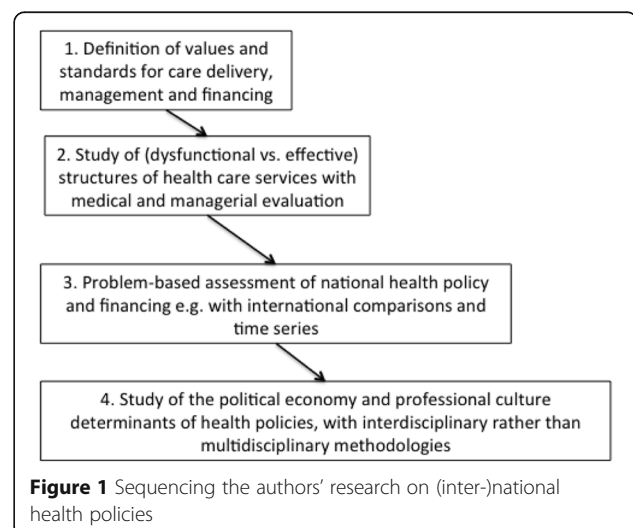 1. Definition of values and
standards for care delivery,
management and financing
2. Study of (dysfunctional vs. effective)
structures of health care services with
medical and managerial evaluation
3. Problem-based assessment of national health policy
and financing e.g. with international comparisons and
time series
4. Study of the political economy and professional culture
determinants of health policies, with interdisciplinary rather than
multidisciplinary methodologies
Figure 1 Sequencing the authors' research on (inter-)national
health policies